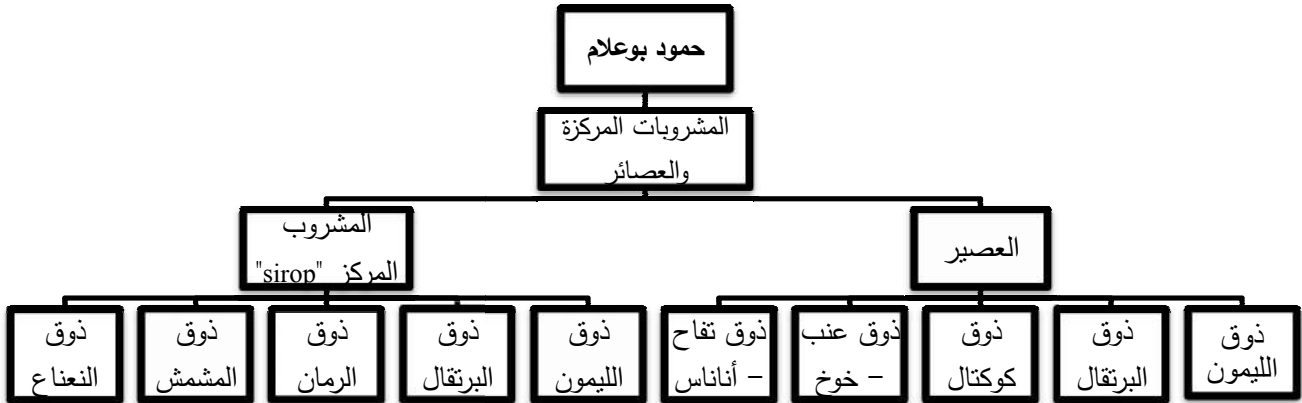 حمود بوعلام
المشروبات المركزة
والعصائر
العصير
المشروب
المركز "sirop"
ذوق
الليمون
ذوق
البرتقال
ذوق
كوكتال
ذوق عنب
– خوخ
ذوق تفاح
– أناناس
ذوق
الليمون
ذوق
البرتقال
ذوق
الرمان
ذوق
المشمش
ذوق
النعناع